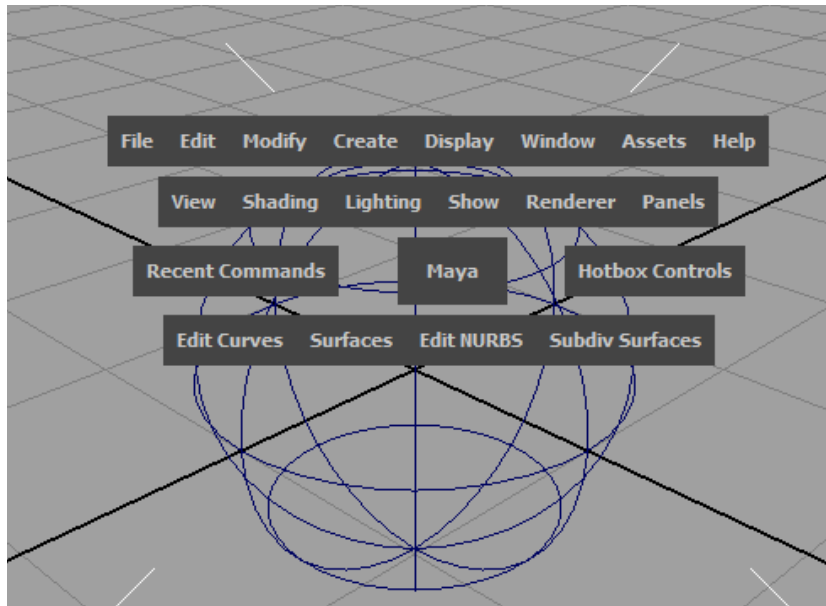 File Edit Modify Create Display Window Assets Help
View Shading Lighting Show Renderer Panels
Recent Commands Maya Hotbox Controls
Edit Curves Surfaces Edit NURBS Subdiv Surfaces